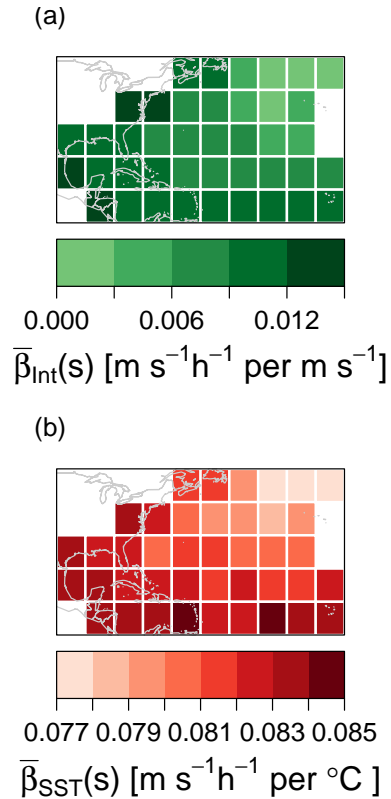 (a)
0.000 0.006 0.012
β̅Int(s) [m s⁻¹h⁻¹ per m s⁻¹]
(b)
0.077 0.079 0.081 0.083 0.085
β̅SST(s) [m s⁻¹h⁻¹ per °C]